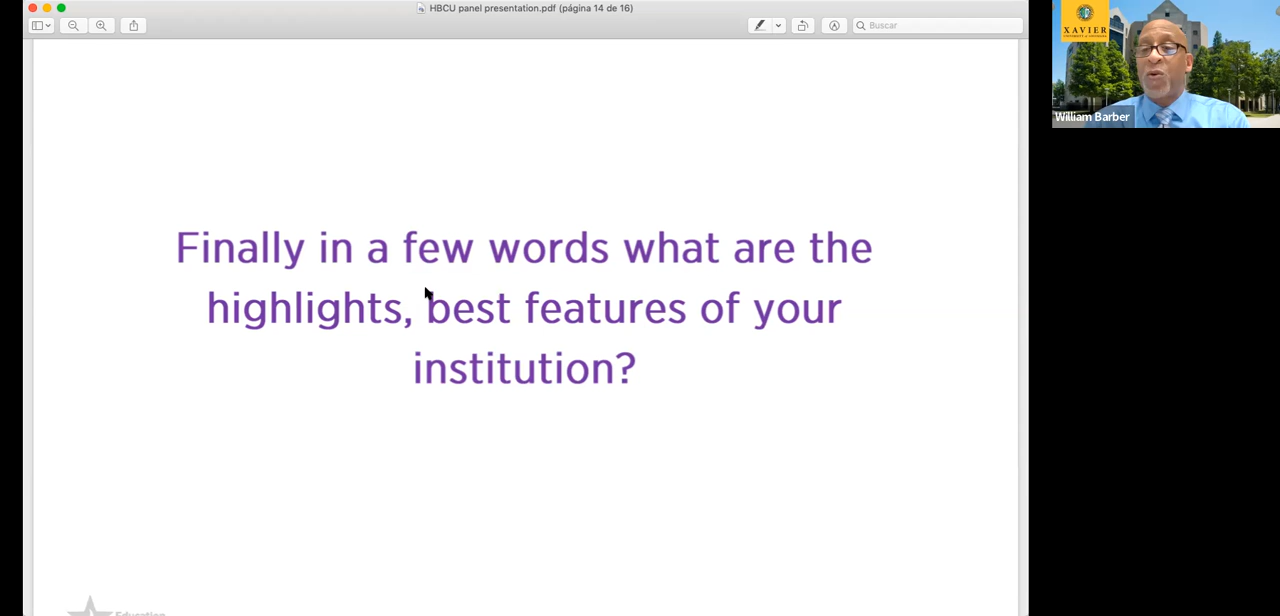 HBCU panel presentation.pdf (página 14 de 16)
Buscar
Finally in a few words what are the
highlights, best features of your
institution?
Education
XAVIER
William Barber